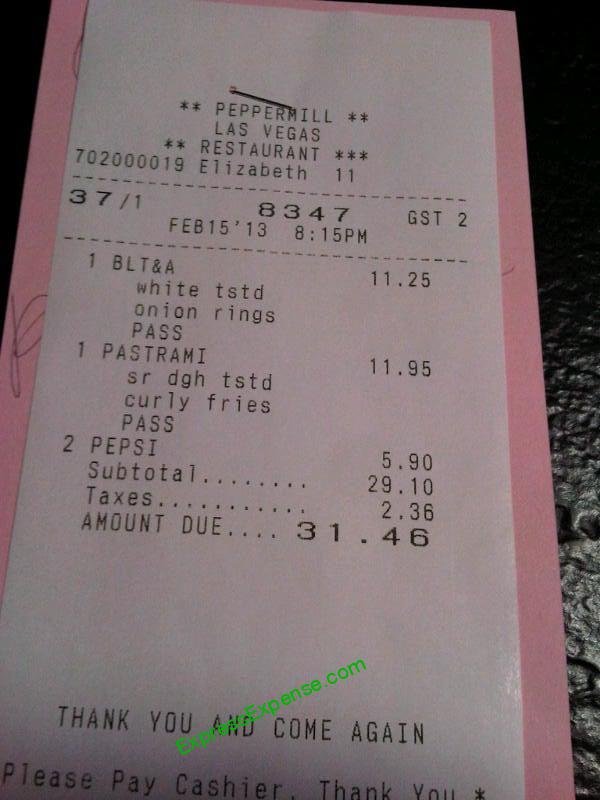 ** PEPPERMILL **
LAS VEGAS
** RESTAURANT ***
702000019 Elizabeth 11
37/1 8347 GST 2
FEB15'13 8:15PM
1 BLT&A 11.25
white tstd
onion rings
PASS
1 PASTRAMI 11.95
sr dgh tstd
curly fries
PASS
2 PEPSI 5.90
Subtotal........ 29.10
Taxes............ 2.36
AMOUNT DUE.... 31.46
ExpressExpense.com
THANK YOU AND COME AGAIN
Please Pay Cashier. Thank You *